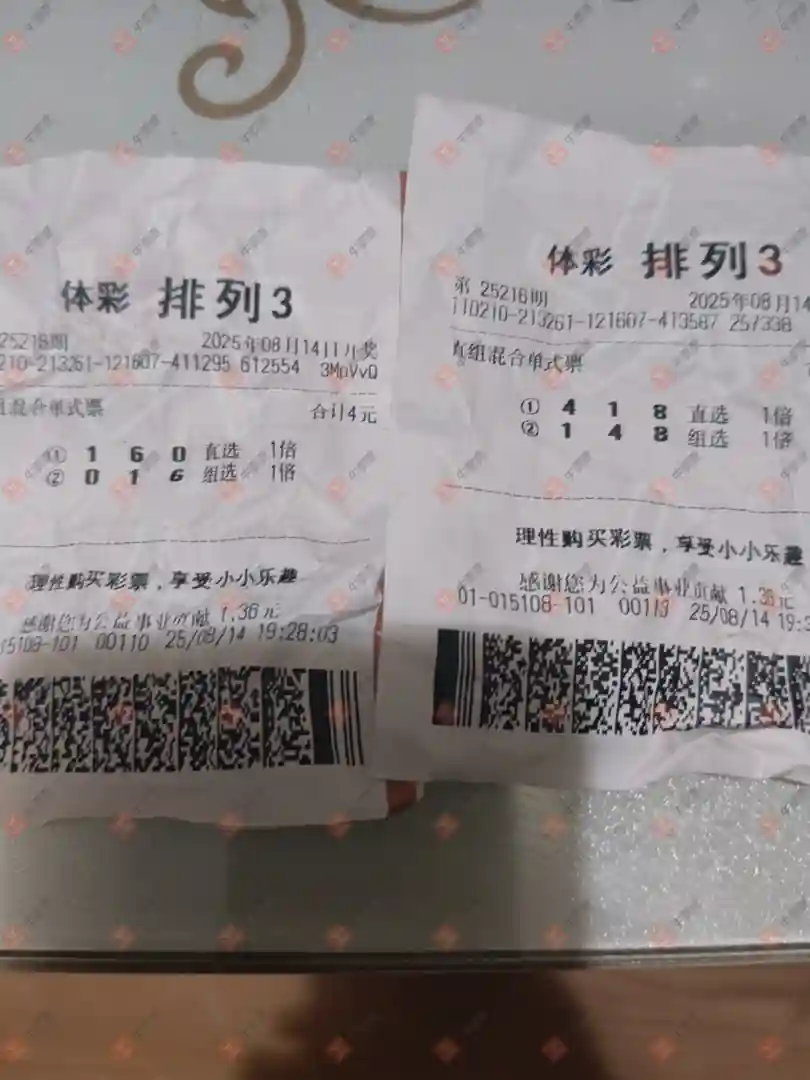 体彩 排列3
25216期 2025年08月14日开奖
210-213261-121607-411295 612554 3MpVvQ
组混合单式票 合计4元
① 1 6 0 直选 1倍
② 0 1 6 组选 1倍
理性购买彩票，享受小小乐趣
感谢您为公益事业贡献 1.36元
15108-101 00110 25/08/14 19:28:03
体彩 排列3
第 25216期 2025年08月14
110210-213261-121607-413587 257338
直组混合单式票
① 4 1 8 直选 1倍
② 1 4 8 组选 1倍
理性购买彩票，享受小小乐趣
感谢您为公益事业贡献 1.36元
01-015108-101 00113 25/08/14 19:3